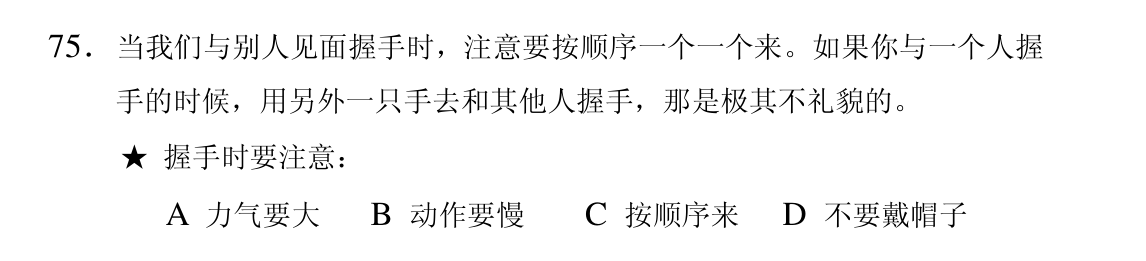 75． 当我们与别人见面握手时，注意要按顺序一个一个来。如果你与一个人握
手的时候，用另外一只手去和其他人握手，那是极其不礼貌的。
★ 握手时要注意：
A 力气要大 B 动作要慢 C 按顺序来 D 不要戴帽子